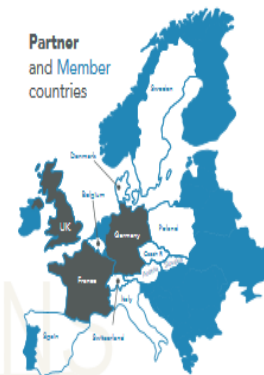 Partner
and Member
countries
Sweden
Denmark
Belgium
UK
Germany
Poland
Czech R.
France
Italy
Spain
Switzerland